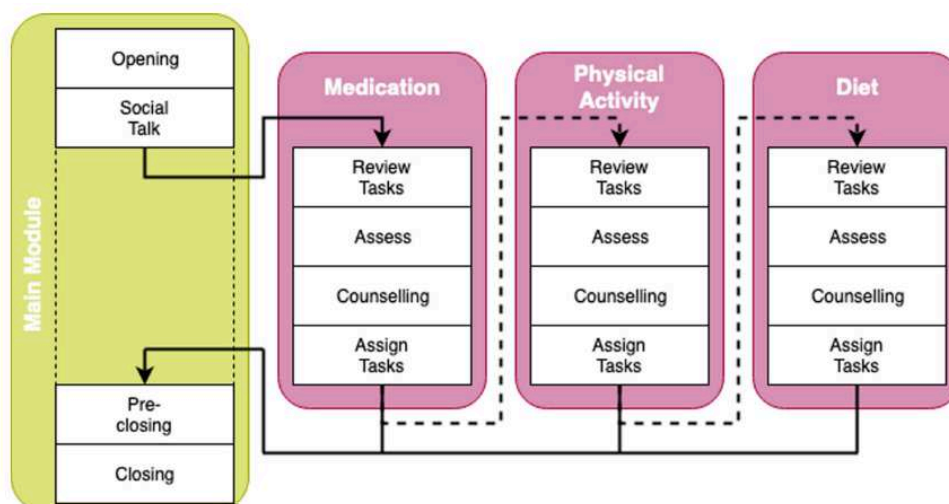 Main Module
Opening
Social
Talk
Pre-
closing
Closing
Medication
Review
Tasks
Assess
Counselling
Assign
Tasks
Physical
Activity
Review
Tasks
Assess
Counselling
Assign
Tasks
Diet
Review
Tasks
Assess
Counselling
Assign
Tasks